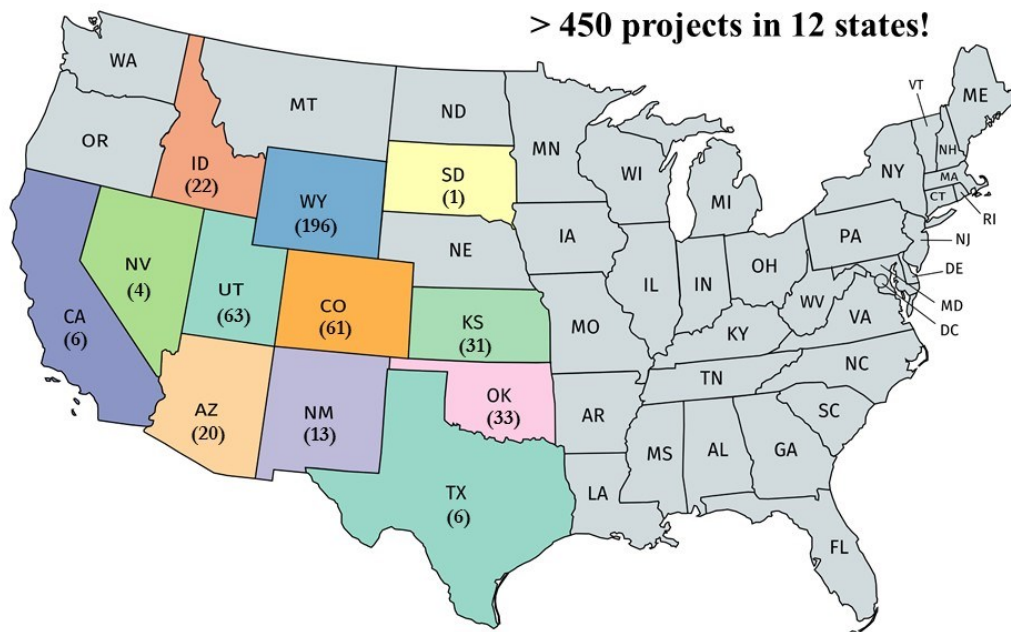 > 450 projects in 12 states!
WA
MT
ND
MN
VT
ME
OR
ID
(22)
SD
(1)
WI
NY
NH
MA
CT
RI
WY
(196)
MI
IA
NE
PA
NJ
NV
(4)
UT
(63)
CO
(61)
IL
IN
OH
DE
MD
DC
CA
(6)
KS
(31)
MO
WV
VA
KY
NC
TN
AZ
(20)
NM
(13)
OK
(33)
AR
SC
MS
AL
GA
TX
(6)
LA
FL